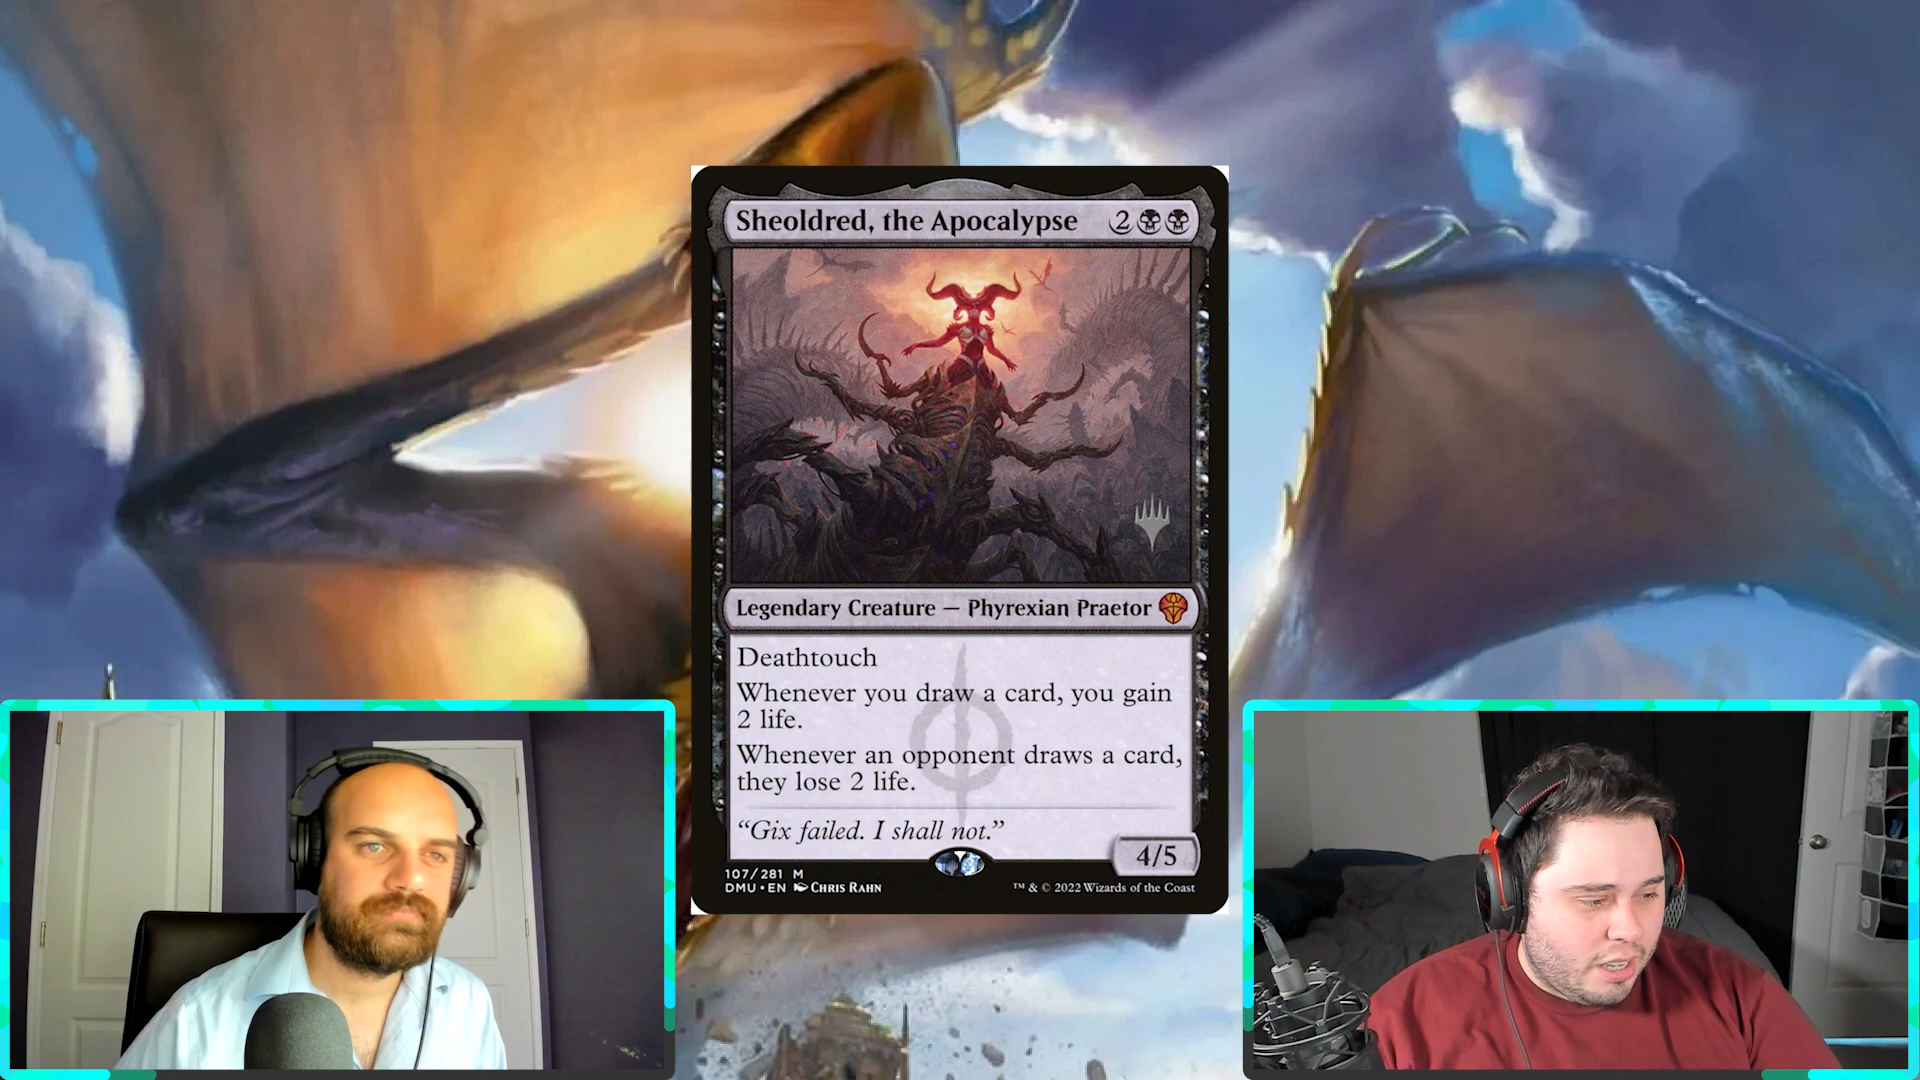 Sheoldred, the Apocalypse 2
Legendary Creature — Phyrexian Praetor
Deathtouch
Whenever you draw a card, you gain
2 life.
Whenever an opponent draws a card,
they lose 2 life.
“Gix failed. I shall not.”
4/5
107/281 M
DMU • EN Chris Rahn
™ & © 2022 Wizards of the Coast